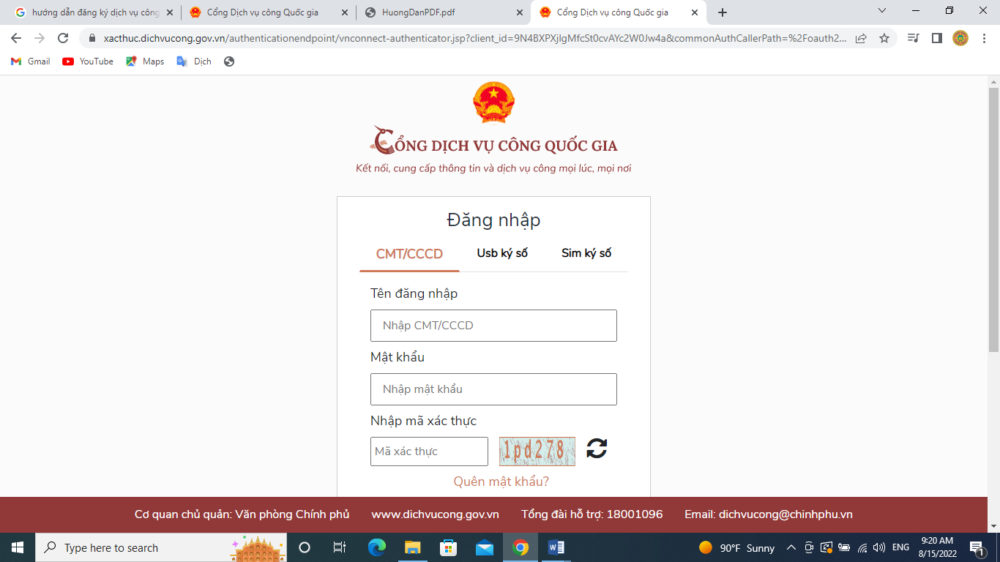 hướng dẫn đăng ký dịch vụ công
Cổng Dịch vụ công Quốc gia
HuongDanPDF.pdf
Cổng Dịch vụ công Quốc gia
xacthuc.dichvucong.gov.vn/authenticationendpoint/vnconnect-authenticator.jsp?client_id=9N4BXPXjlgMfcSt0cvAYc2W0Jw4a&commonAuthCallerPath=%2Foauth2...
Gmail
YouTube
Maps
Dịch
CỔNG DỊCH VỤ CÔNG QUỐC GIA
Kết nối, cung cấp thông tin và dịch vụ công mọi lúc, mọi nơi
Đăng nhập
CMT/CCCD
Usb ký số
Sim ký số
Tên đăng nhập
Nhập CMT/CCCD
Mật khẩu
Nhập mật khẩu
Nhập mã xác thực
Mã xác thực
1pd278
Quên mật khẩu?
Cơ quan chủ quản: Văn phòng Chính phủ
www.dichvucong.gov.vn
Tổng đài hỗ trợ: 18001096
Email: dichvucong@chinhphu.vn
Type here to search
90°F Sunny
ENG
9:20 AM
8/15/2022
1